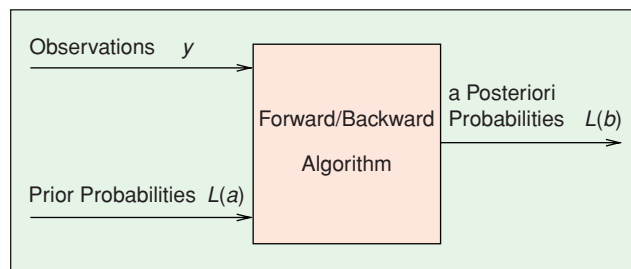 Observations y
Forward/Backward
Algorithm
a Posteriori
Probabilities L(b)
Prior Probabilities L(a)